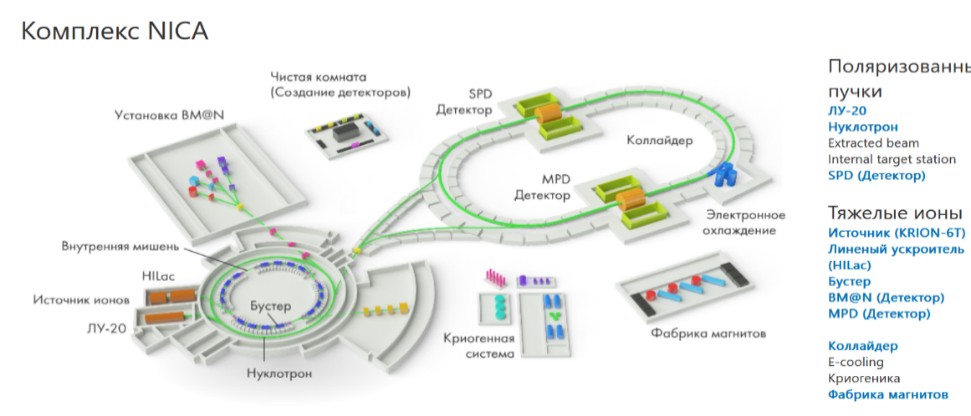 Комплекс NICA
Чистая комната
(Создание детекторов)
Установка BM@N
SPD
Детектор
Коллайдер
MPD
Детектор
Электронное
охлаждение
Внутренняя мишень
HILac
Источник ионов
Бустер
ЛУ-20
Нуклотрон
Криогенная
система
Фабрика магнитов
Поляризованны
пучки
ЛУ-20
Нуклотрон
Extracted beam
Internal target station
SPD (Детектор)
Тяжелые ионы
Источник (KRION-6T)
Линеный ускроитель
(HILac)
Бустер
BM@N (Детектор)
MPD (Детектор)
Коллайдер
E-cooling
Криогеника
Фабрика магнитов